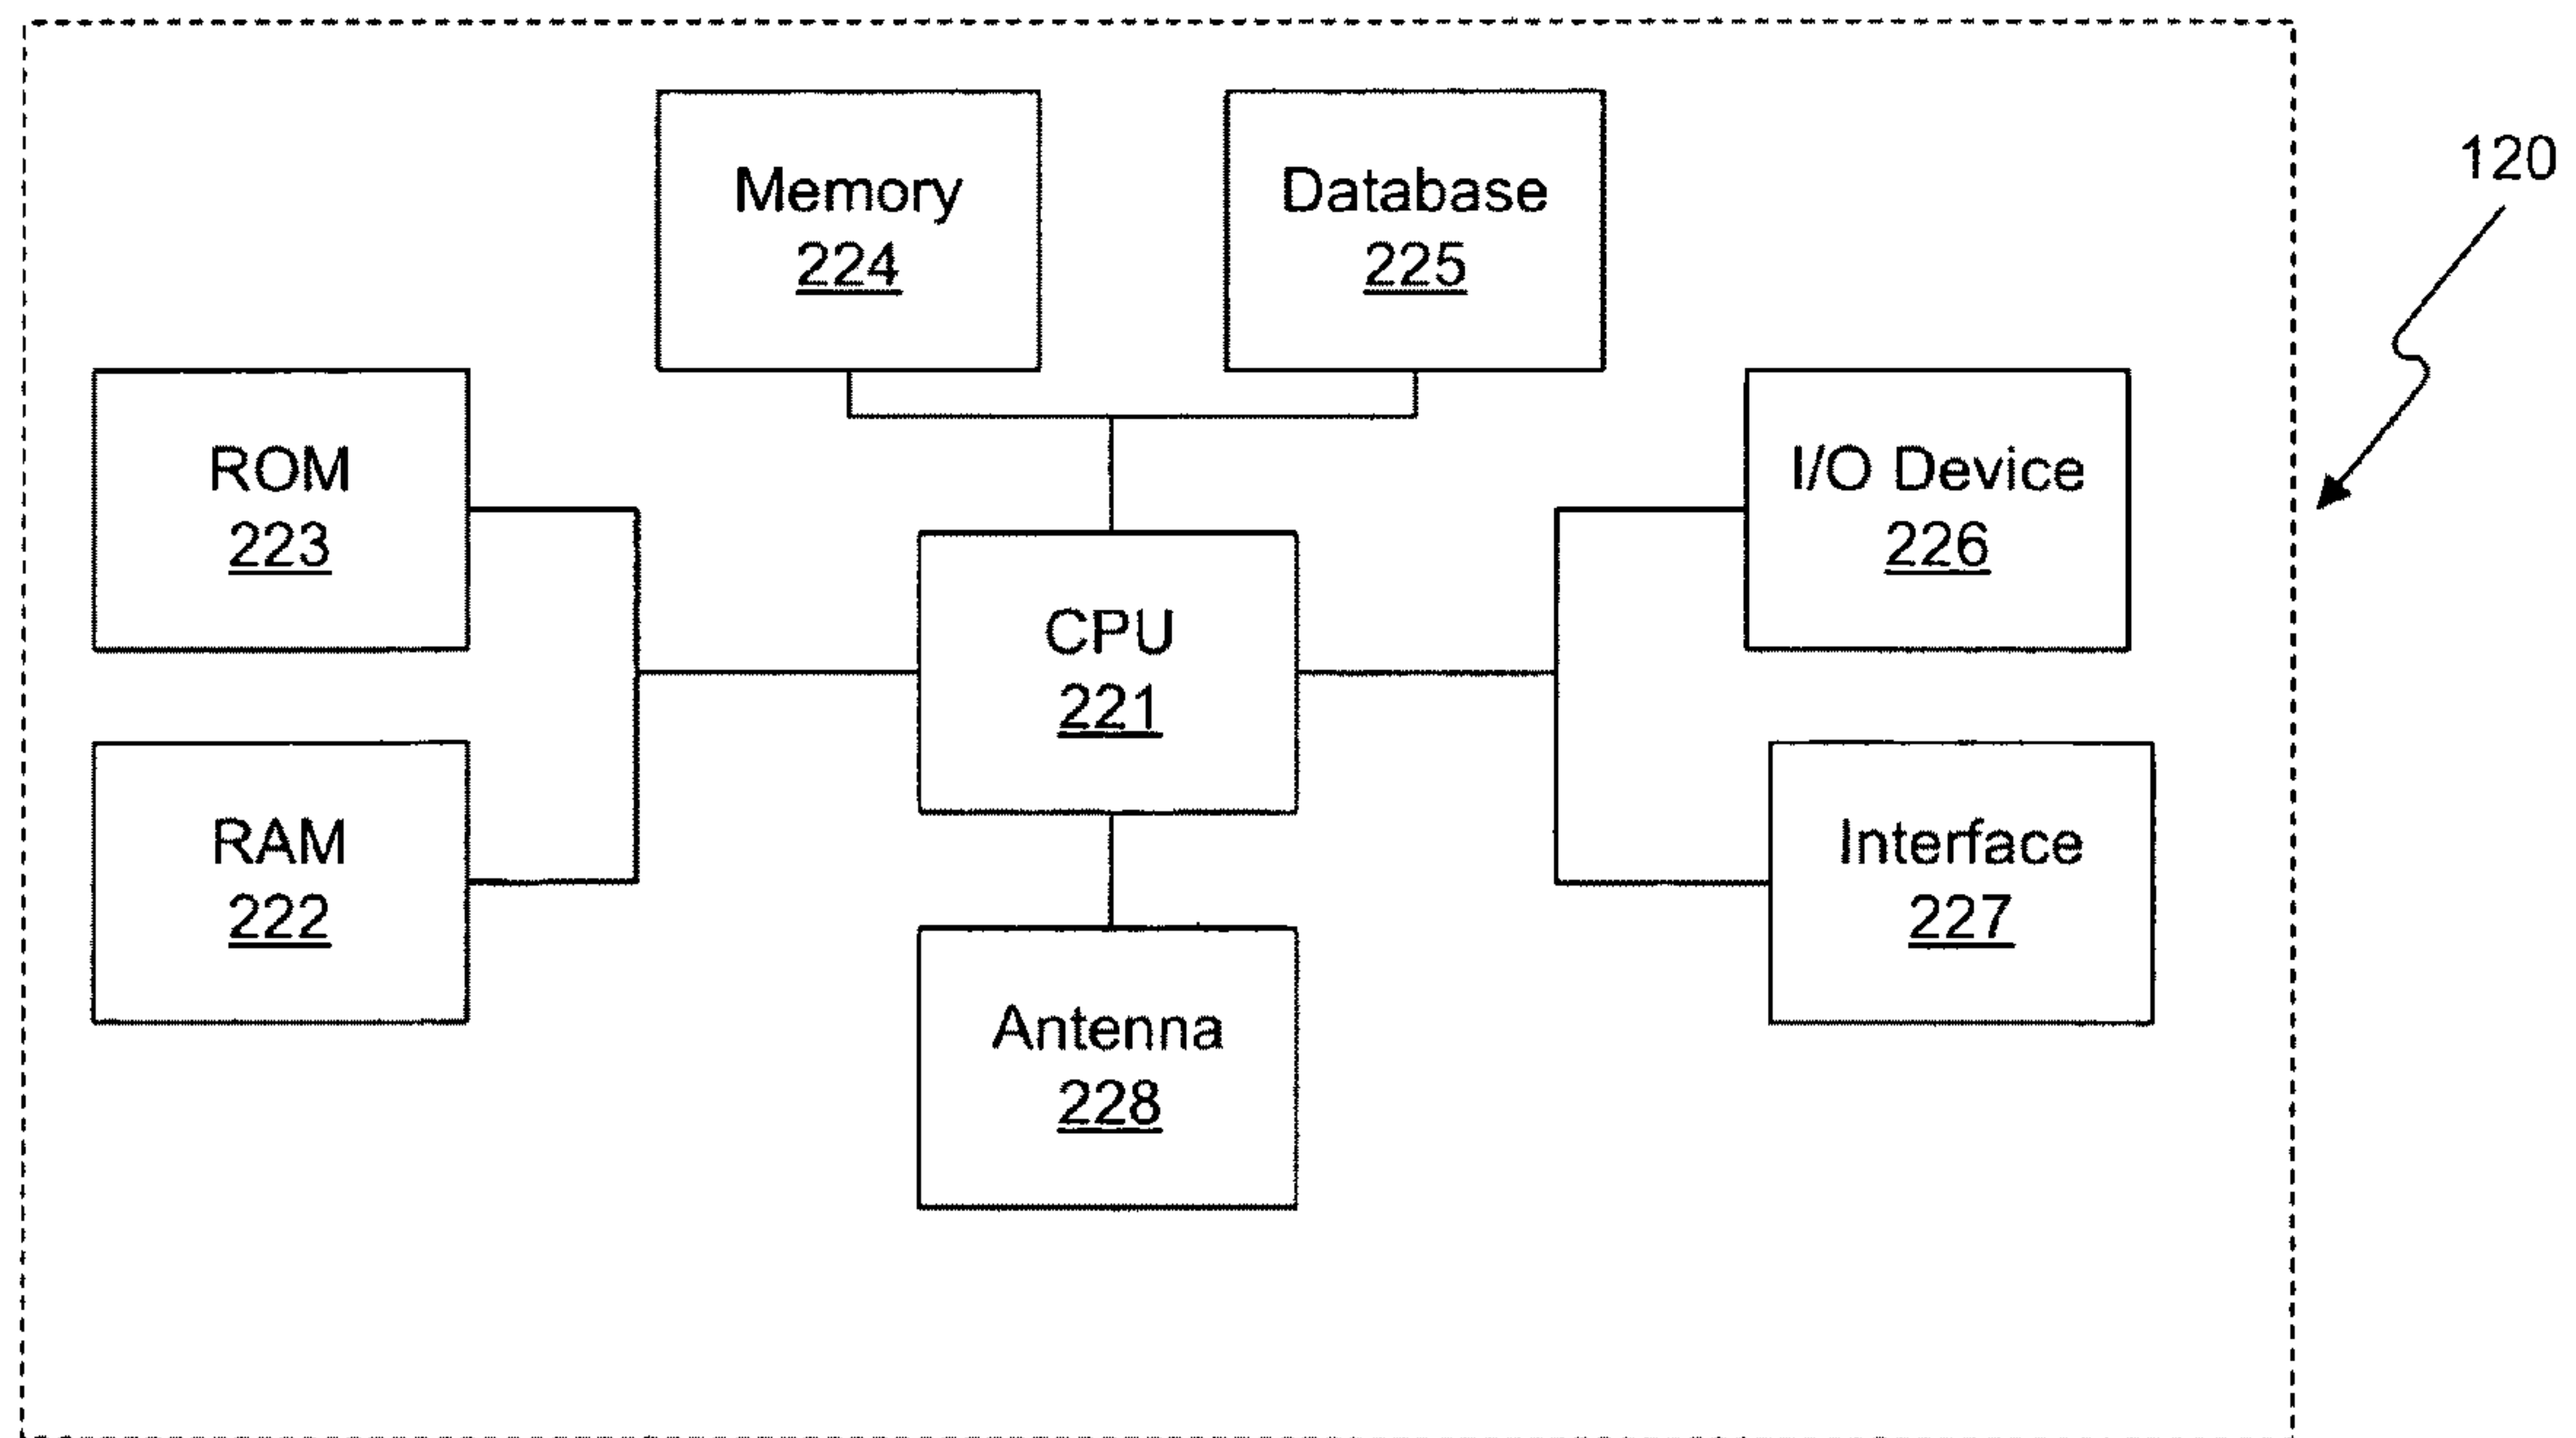 120
Memory
224
Database
225
ROM
223
I/O Device
226
CPU
221
RAM
222
Interface
227
Antenna
228